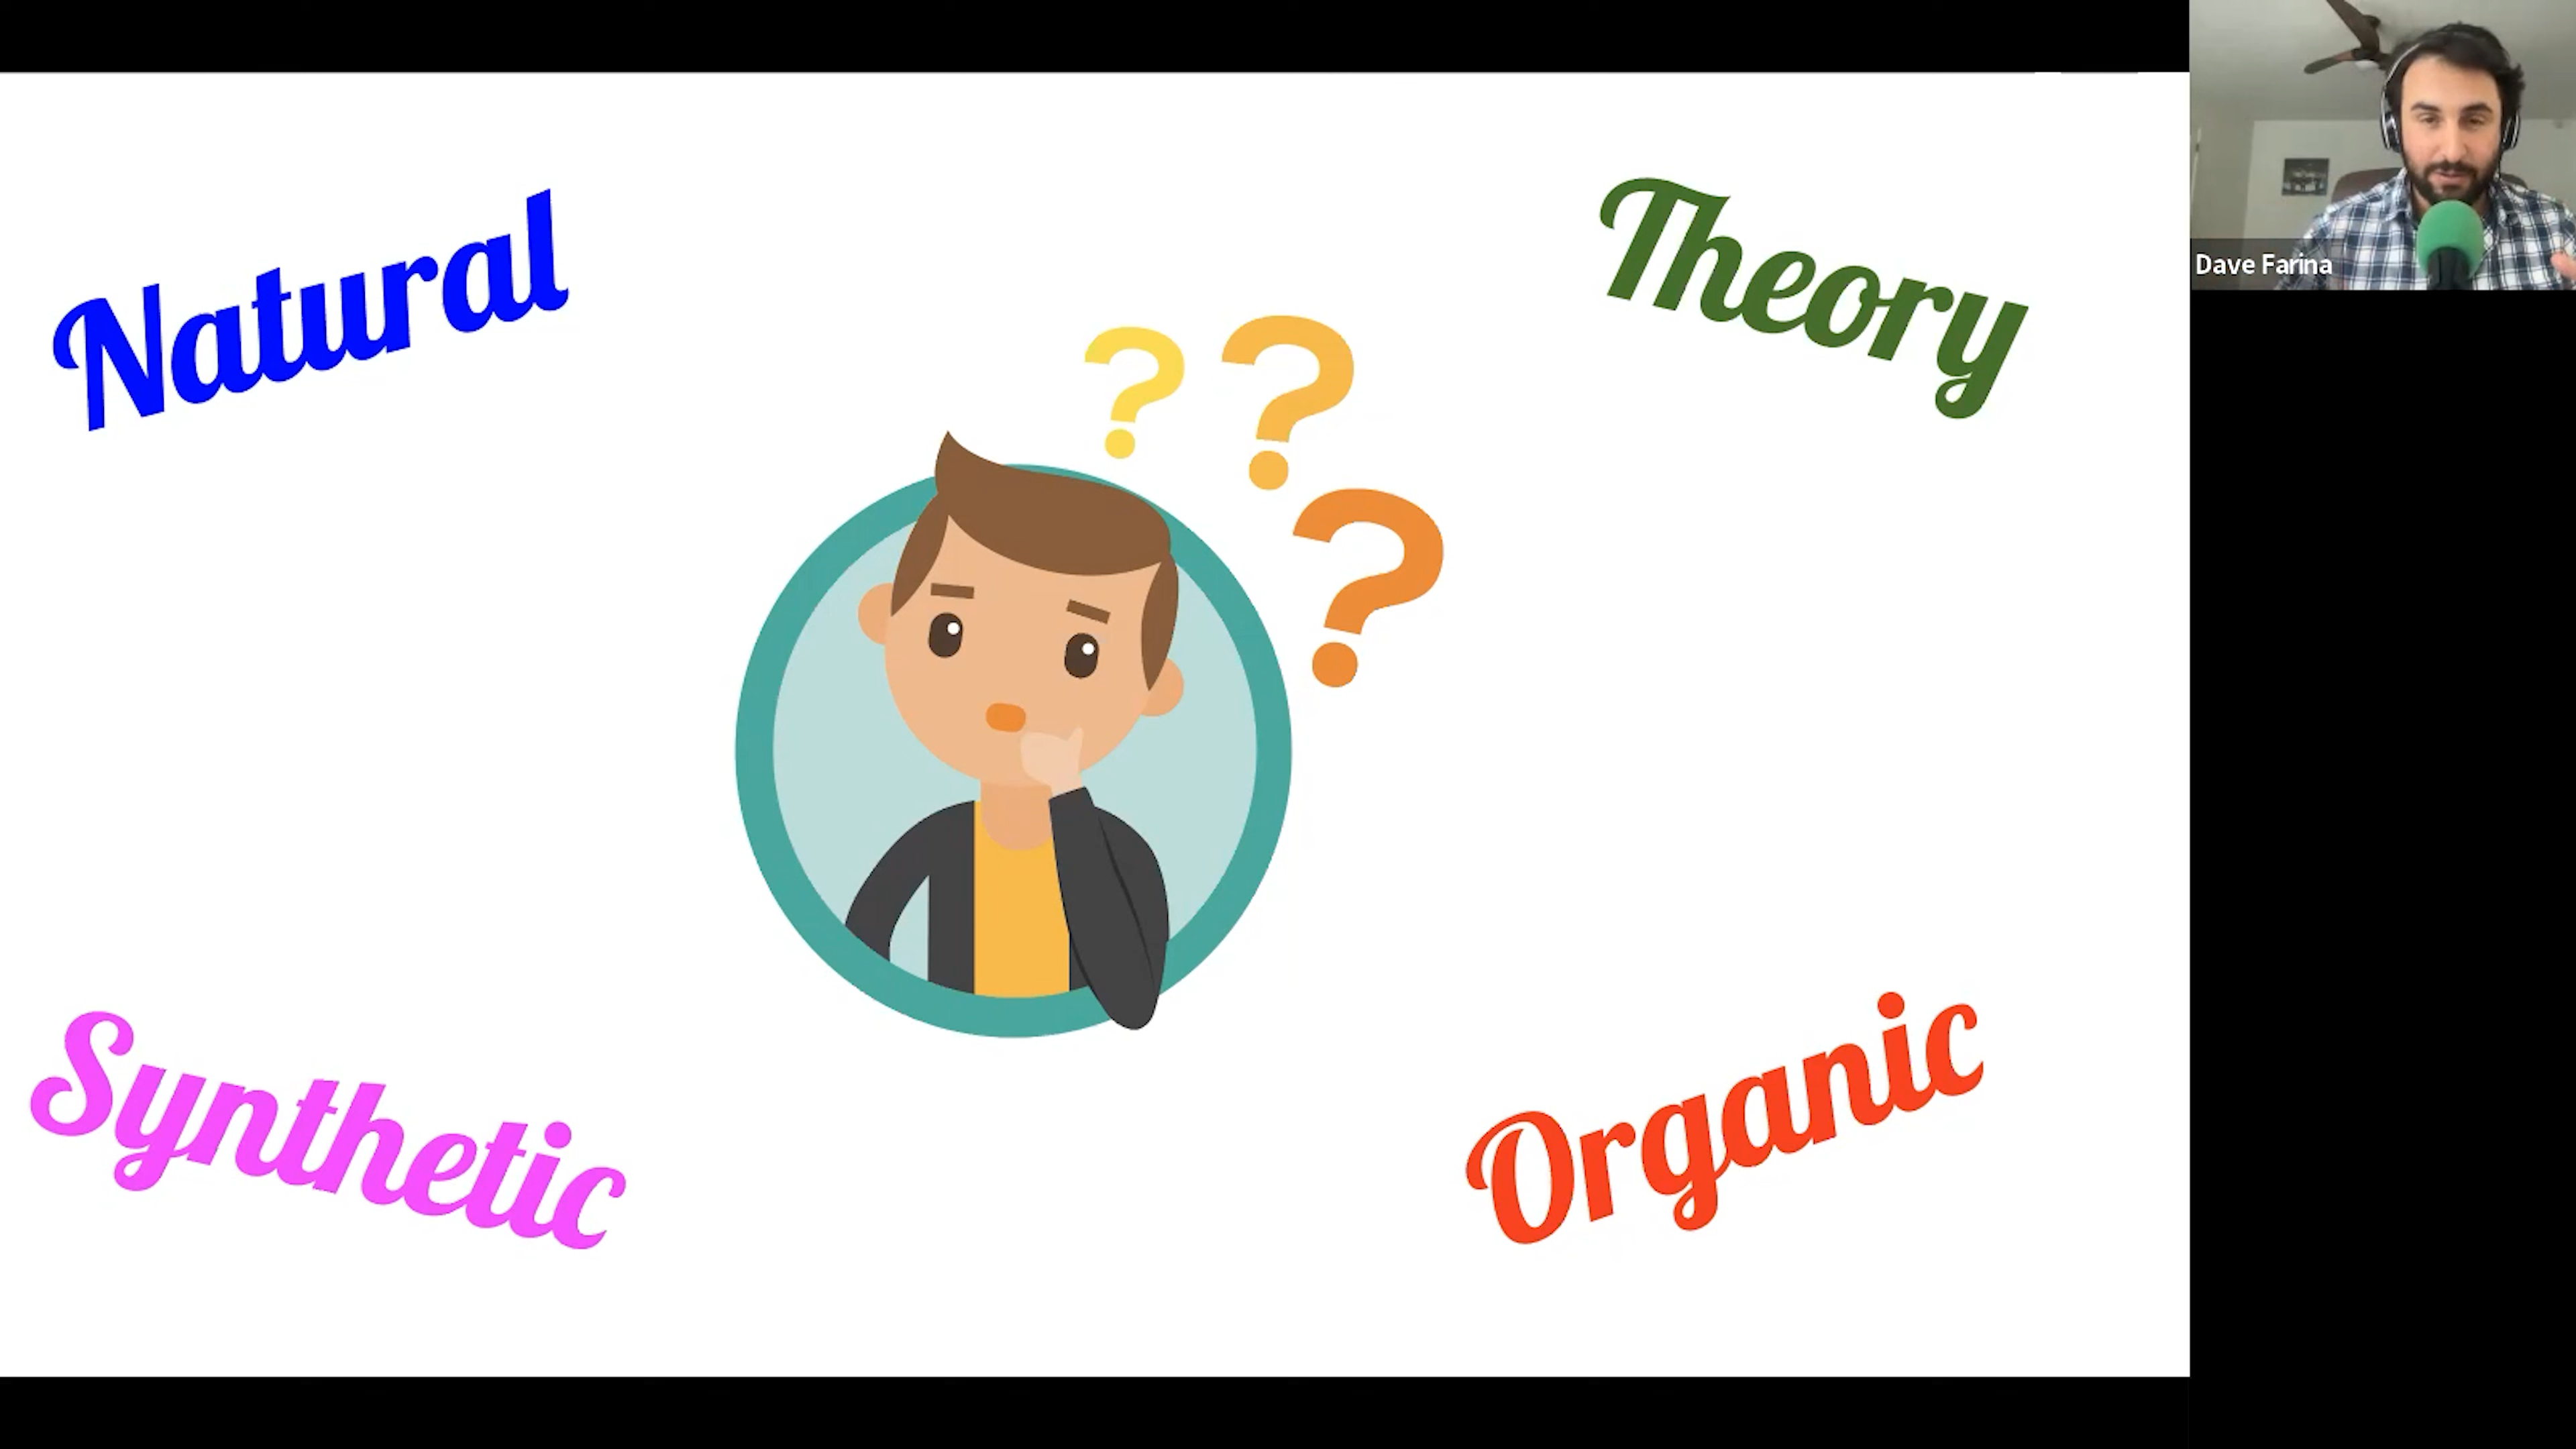 Natural
Theory
? ? ?
Dave Farina
Synthetic
Organic